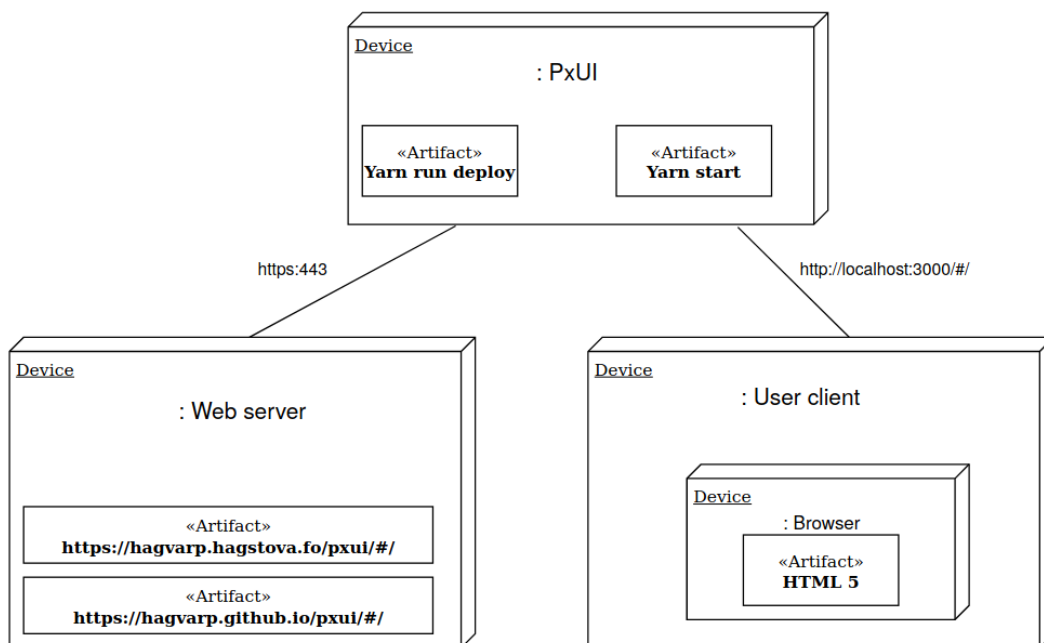 Device
: PxUI
«Artifact»
Yarn run deploy
«Artifact»
Yarn start
https:443
http://localhost:3000/#/
Device
: Web server
«Artifact»
https://hagvarp.hagstova.fo/pxui/#/
«Artifact»
https://hagvarp.github.io/pxui/#/
Device
: User client
Device
: Browser
«Artifact»
HTML 5